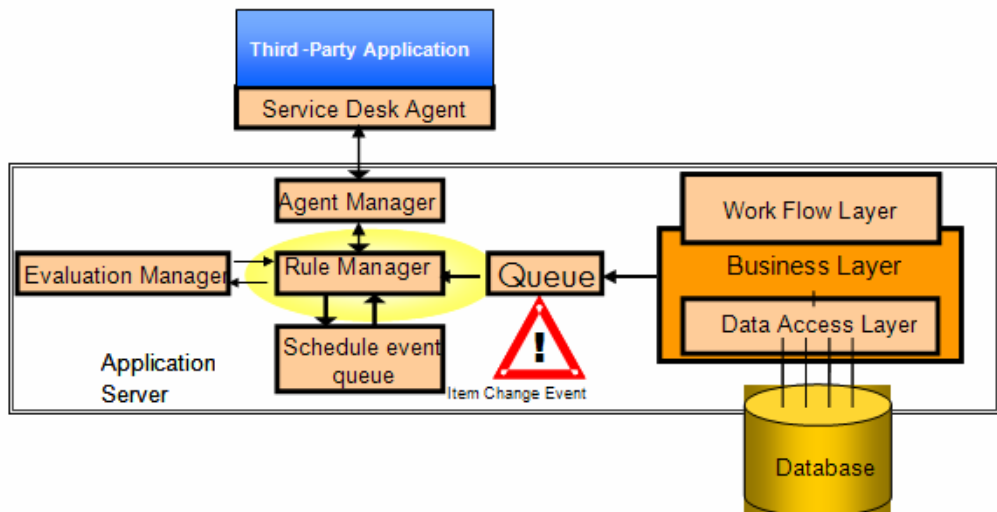 Third -Party Application
Service Desk Agent
Agent Manager
Work Flow Layer
Evaluation Manager
Rule Manager
Queue
Business Layer
Schedule event
queue
!
Data Access Layer
Application
Server
Item Change Event
Database